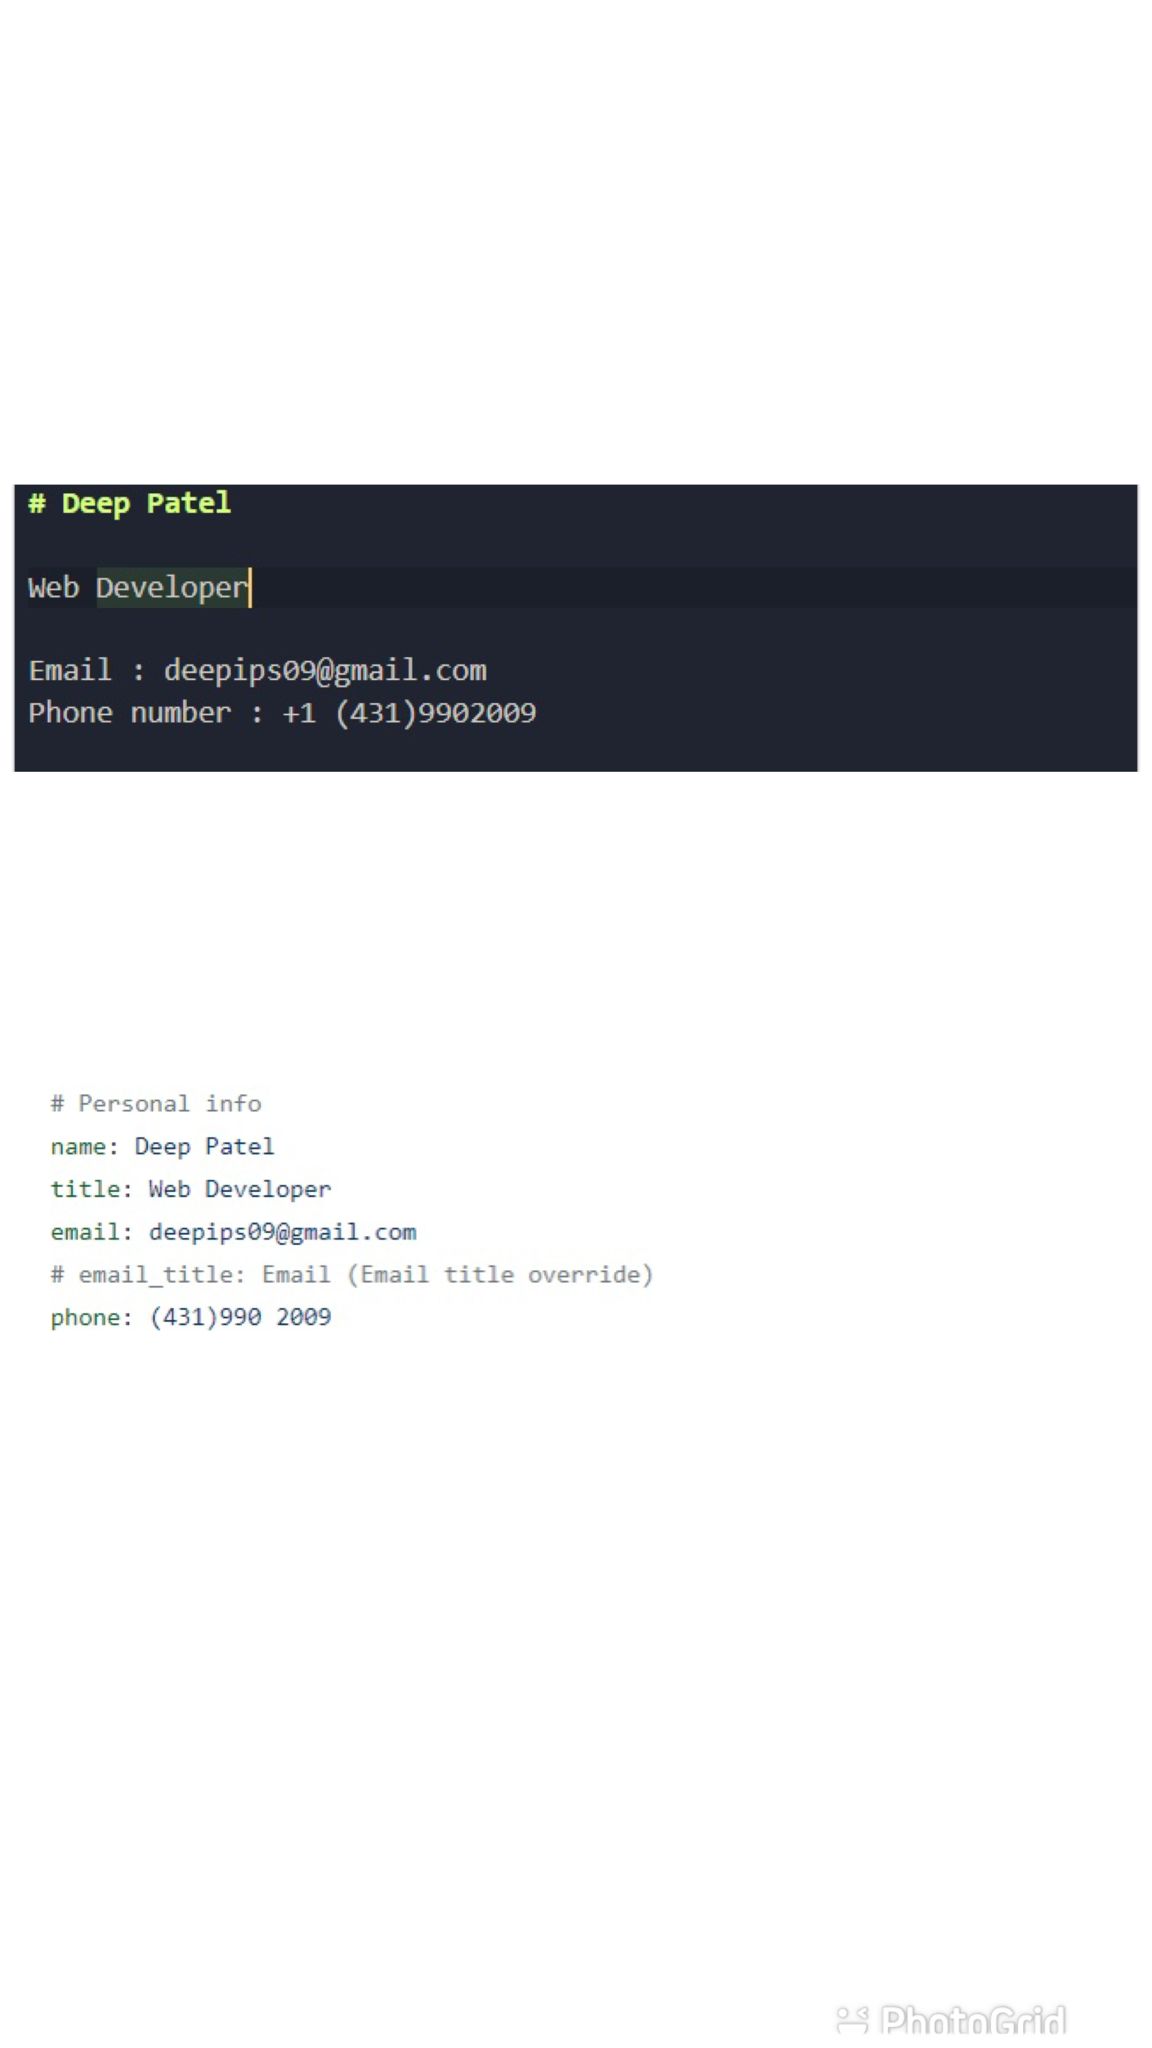 # Deep Patel
Web Developer
Email : deepips09@gmail.com
Phone number : +1 (431)9902009
# Personal info
name: Deep Patel
title: Web Developer
email: deepips09@gmail.com
# email_title: Email (Email title override)
phone: (431)990 2009
PhotoGrid